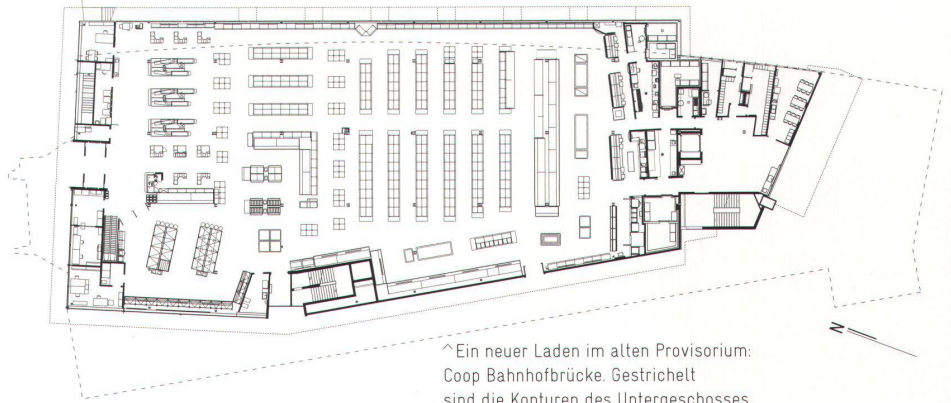 N
^Ein neuer Laden im alten Provisorium:
Coop Bahnhofbrücke. Gestrichelt
sind die Konturen des Untergeschosses